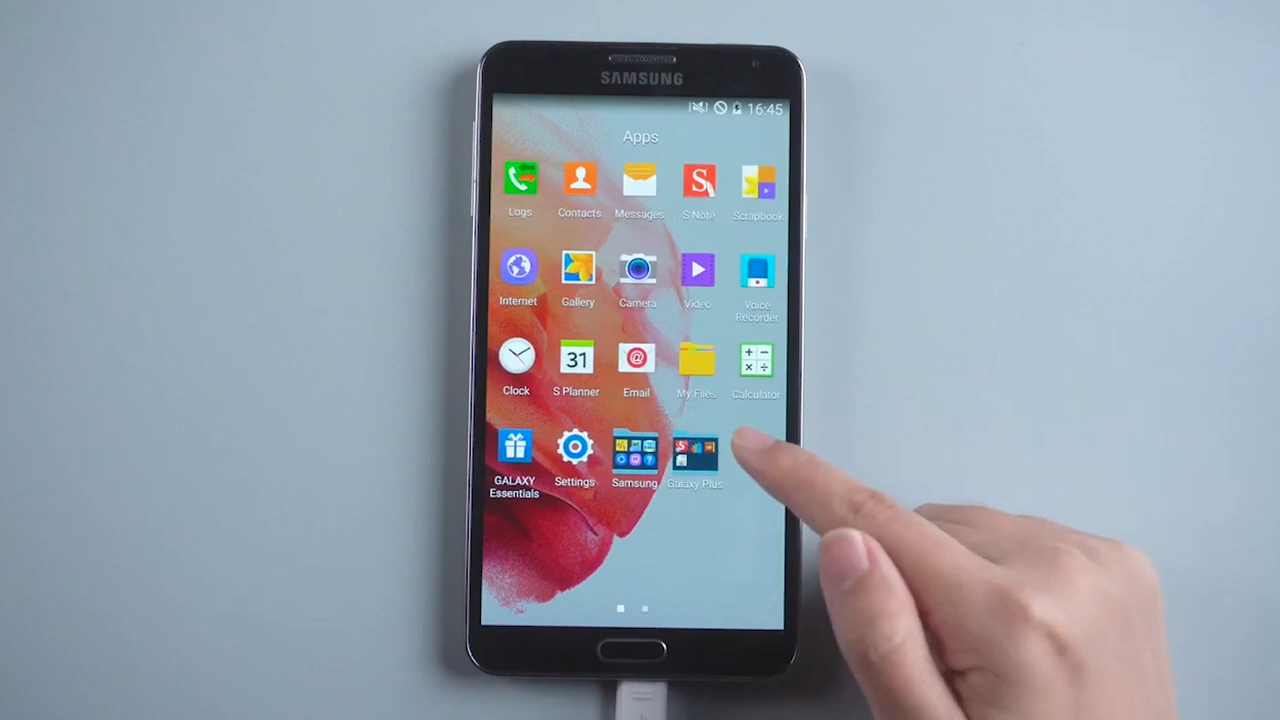 SAMSUNG
16:45
Apps
Logs Contacts Messages S Note Scrapbook
Internet Gallery Camera Video Voice Recorder
31
Clock S Planner Email My Files Calculator
GALAXY Essentials Settings Samsung Galaxy Plus